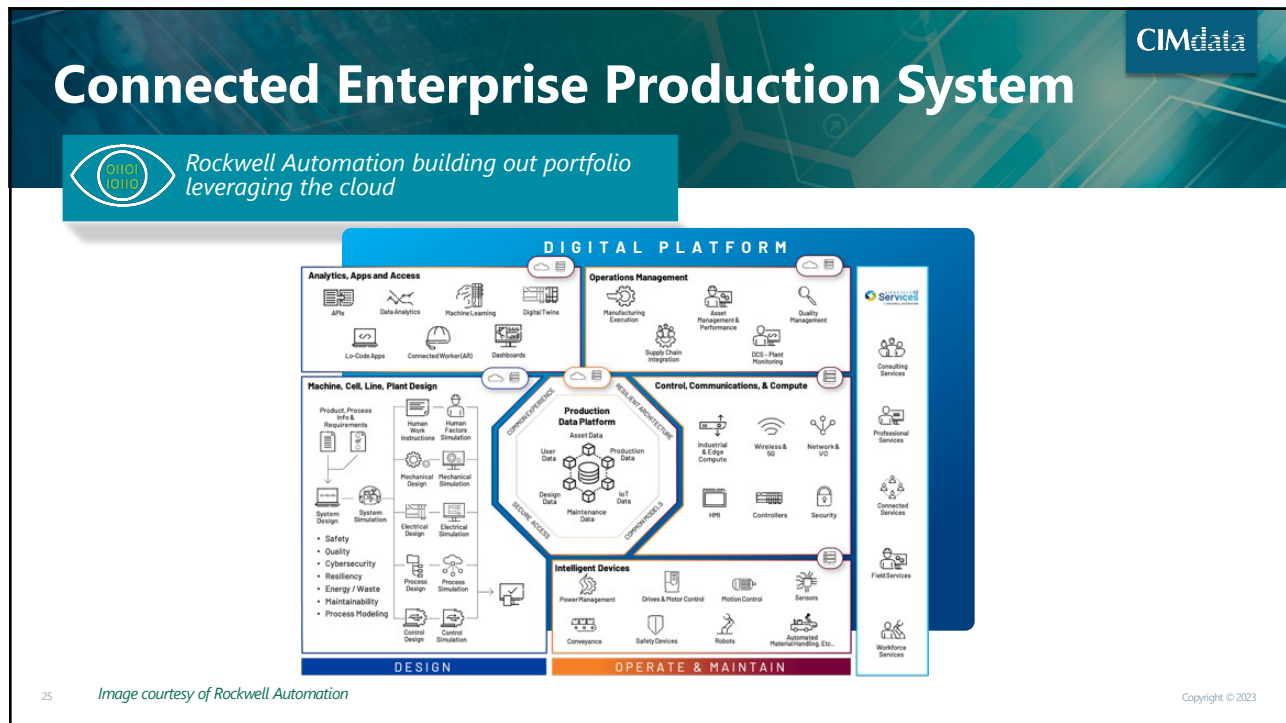 CIMdata
Connected Enterprise Production System
01101
10110
Rockwell Automation building out portfolio
leveraging the cloud
DIGITAL PLATFORM
Analytics, Apps and Access
APIs
Data Analytics
Machine Learning
Digital Twins
Lo-Code Apps
Connected Worker (AR)
Dashboards
Operations Management
Manufacturing
Execution
Asset
Management &
Performance
Quality
Management
Supply Chain
Integration
DCS - Plant
Monitoring
Machine, Cell, Line, Plant Design
Product, Process
Info &
Requirements
Human
Work
Instructions
Human
Factors
Simulation
Mechanical
Design
Mechanical
Simulation
System
Design
System
Simulation
Electrical
Design
Electrical
Simulation
• Safety
• Quality
• Cybersecurity
• Resiliency
• Energy / Waste
• Maintainability
• Process Modeling
Process
Design
Process
Simulation
Control
Design
Control
Simulation
COMMON EXPERIENCE
RESILIENT ARCHITECTURE
SECURE ACCESS
COMMON MODELS
Production
Data Platform
Asset Data
User
Data
Production
Data
Design
Data
IoT
Data
Maintenance
Data
Control, Communications, & Compute
Industrial
& Edge
Compute
Wireless &
5G
Network &
I/O
HMI
Controllers
Security
Intelligent Devices
Power Management
Drives & Motor Control
Motion Control
Sensors
Conveyance
Safety Devices
Robots
Automated
Material Handling, Etc..
LIFECYCLEIQ
Services
by ROCKWELL AUTOMATION
Consulting
Services
Professional
Services
Connected
Services
Field Services
Workforce
Services
DESIGN
OPERATE & MAINTAIN
25
Image courtesy of Rockwell Automation
Copyright © 2023